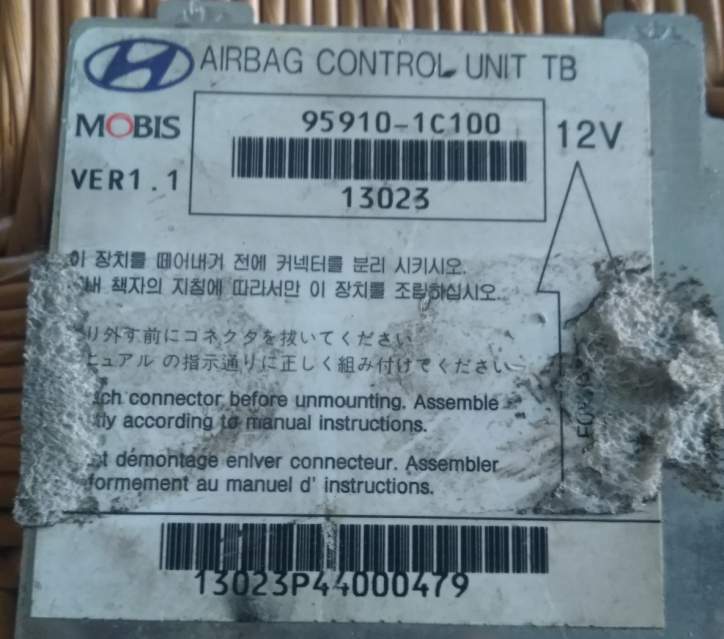 AIRBAG CONTROL UNIT TB
MOBIS
95910-1C100
12V
VER1.1
13023
이 장치를 떼어내거 전에 커넥터를 분리 시키시오.
내 책자의 지침에 따라서만 이 장치를 조립하십시오.
り外す前にコネクタを抜いてください
ュアル の指示通りに正しく組み付けてください
connector before unmounting. Assemble
according to manual instructions.
démontage enlver connecteur. Assembler
au manuel d' instructions.
13023P44000479